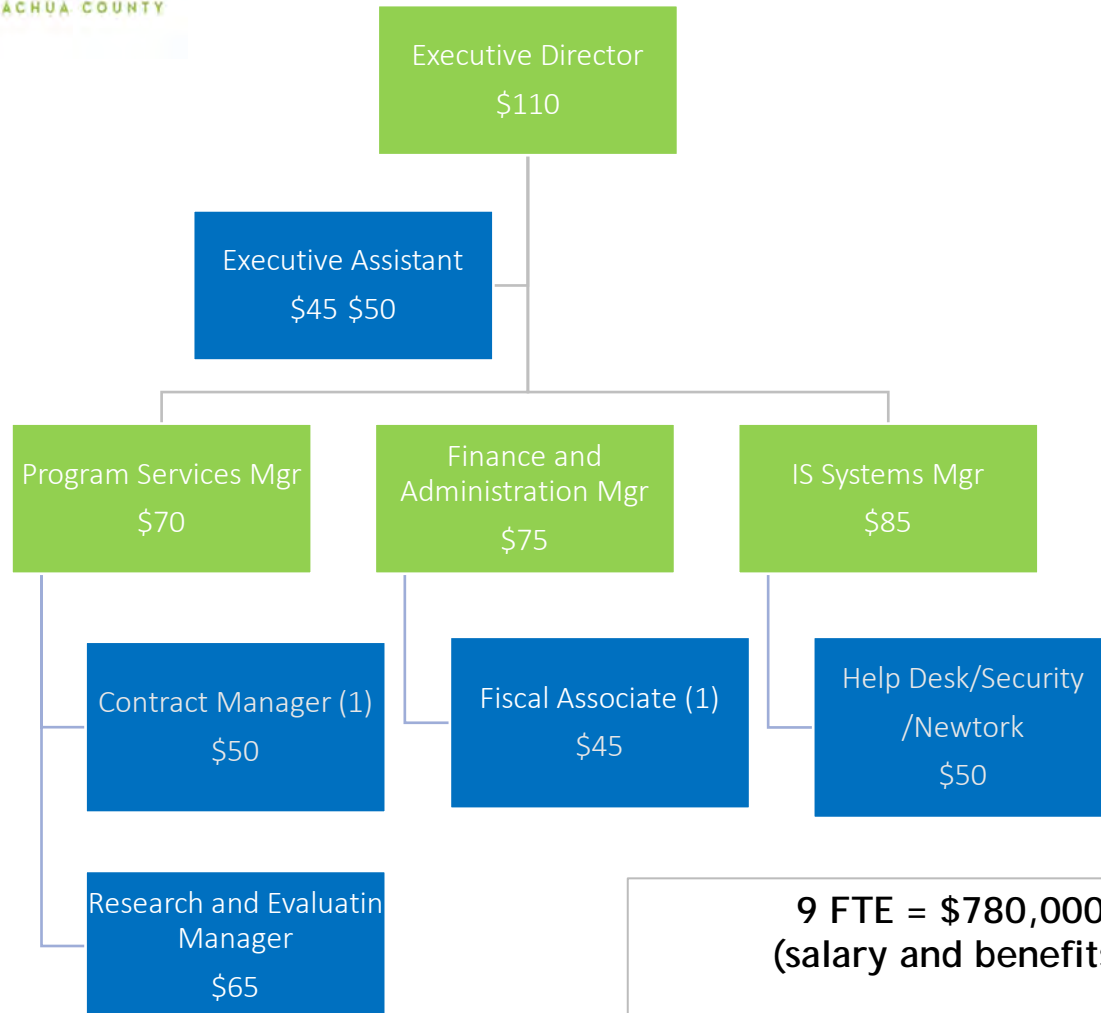 ACHUA COUNTY
Executive Director
$110
Executive Assistant
$45 $50
Program Services Mgr
$70
Finance and
Administration Mgr
$75
IS Systems Mgr
$85
Contract Manager (1)
$50
Fiscal Associate (1)
$45
Help Desk/Security
/Newtork
$50
Research and Evaluatin
Manager
$65
9 FTE = $780,000
(salary and benefits